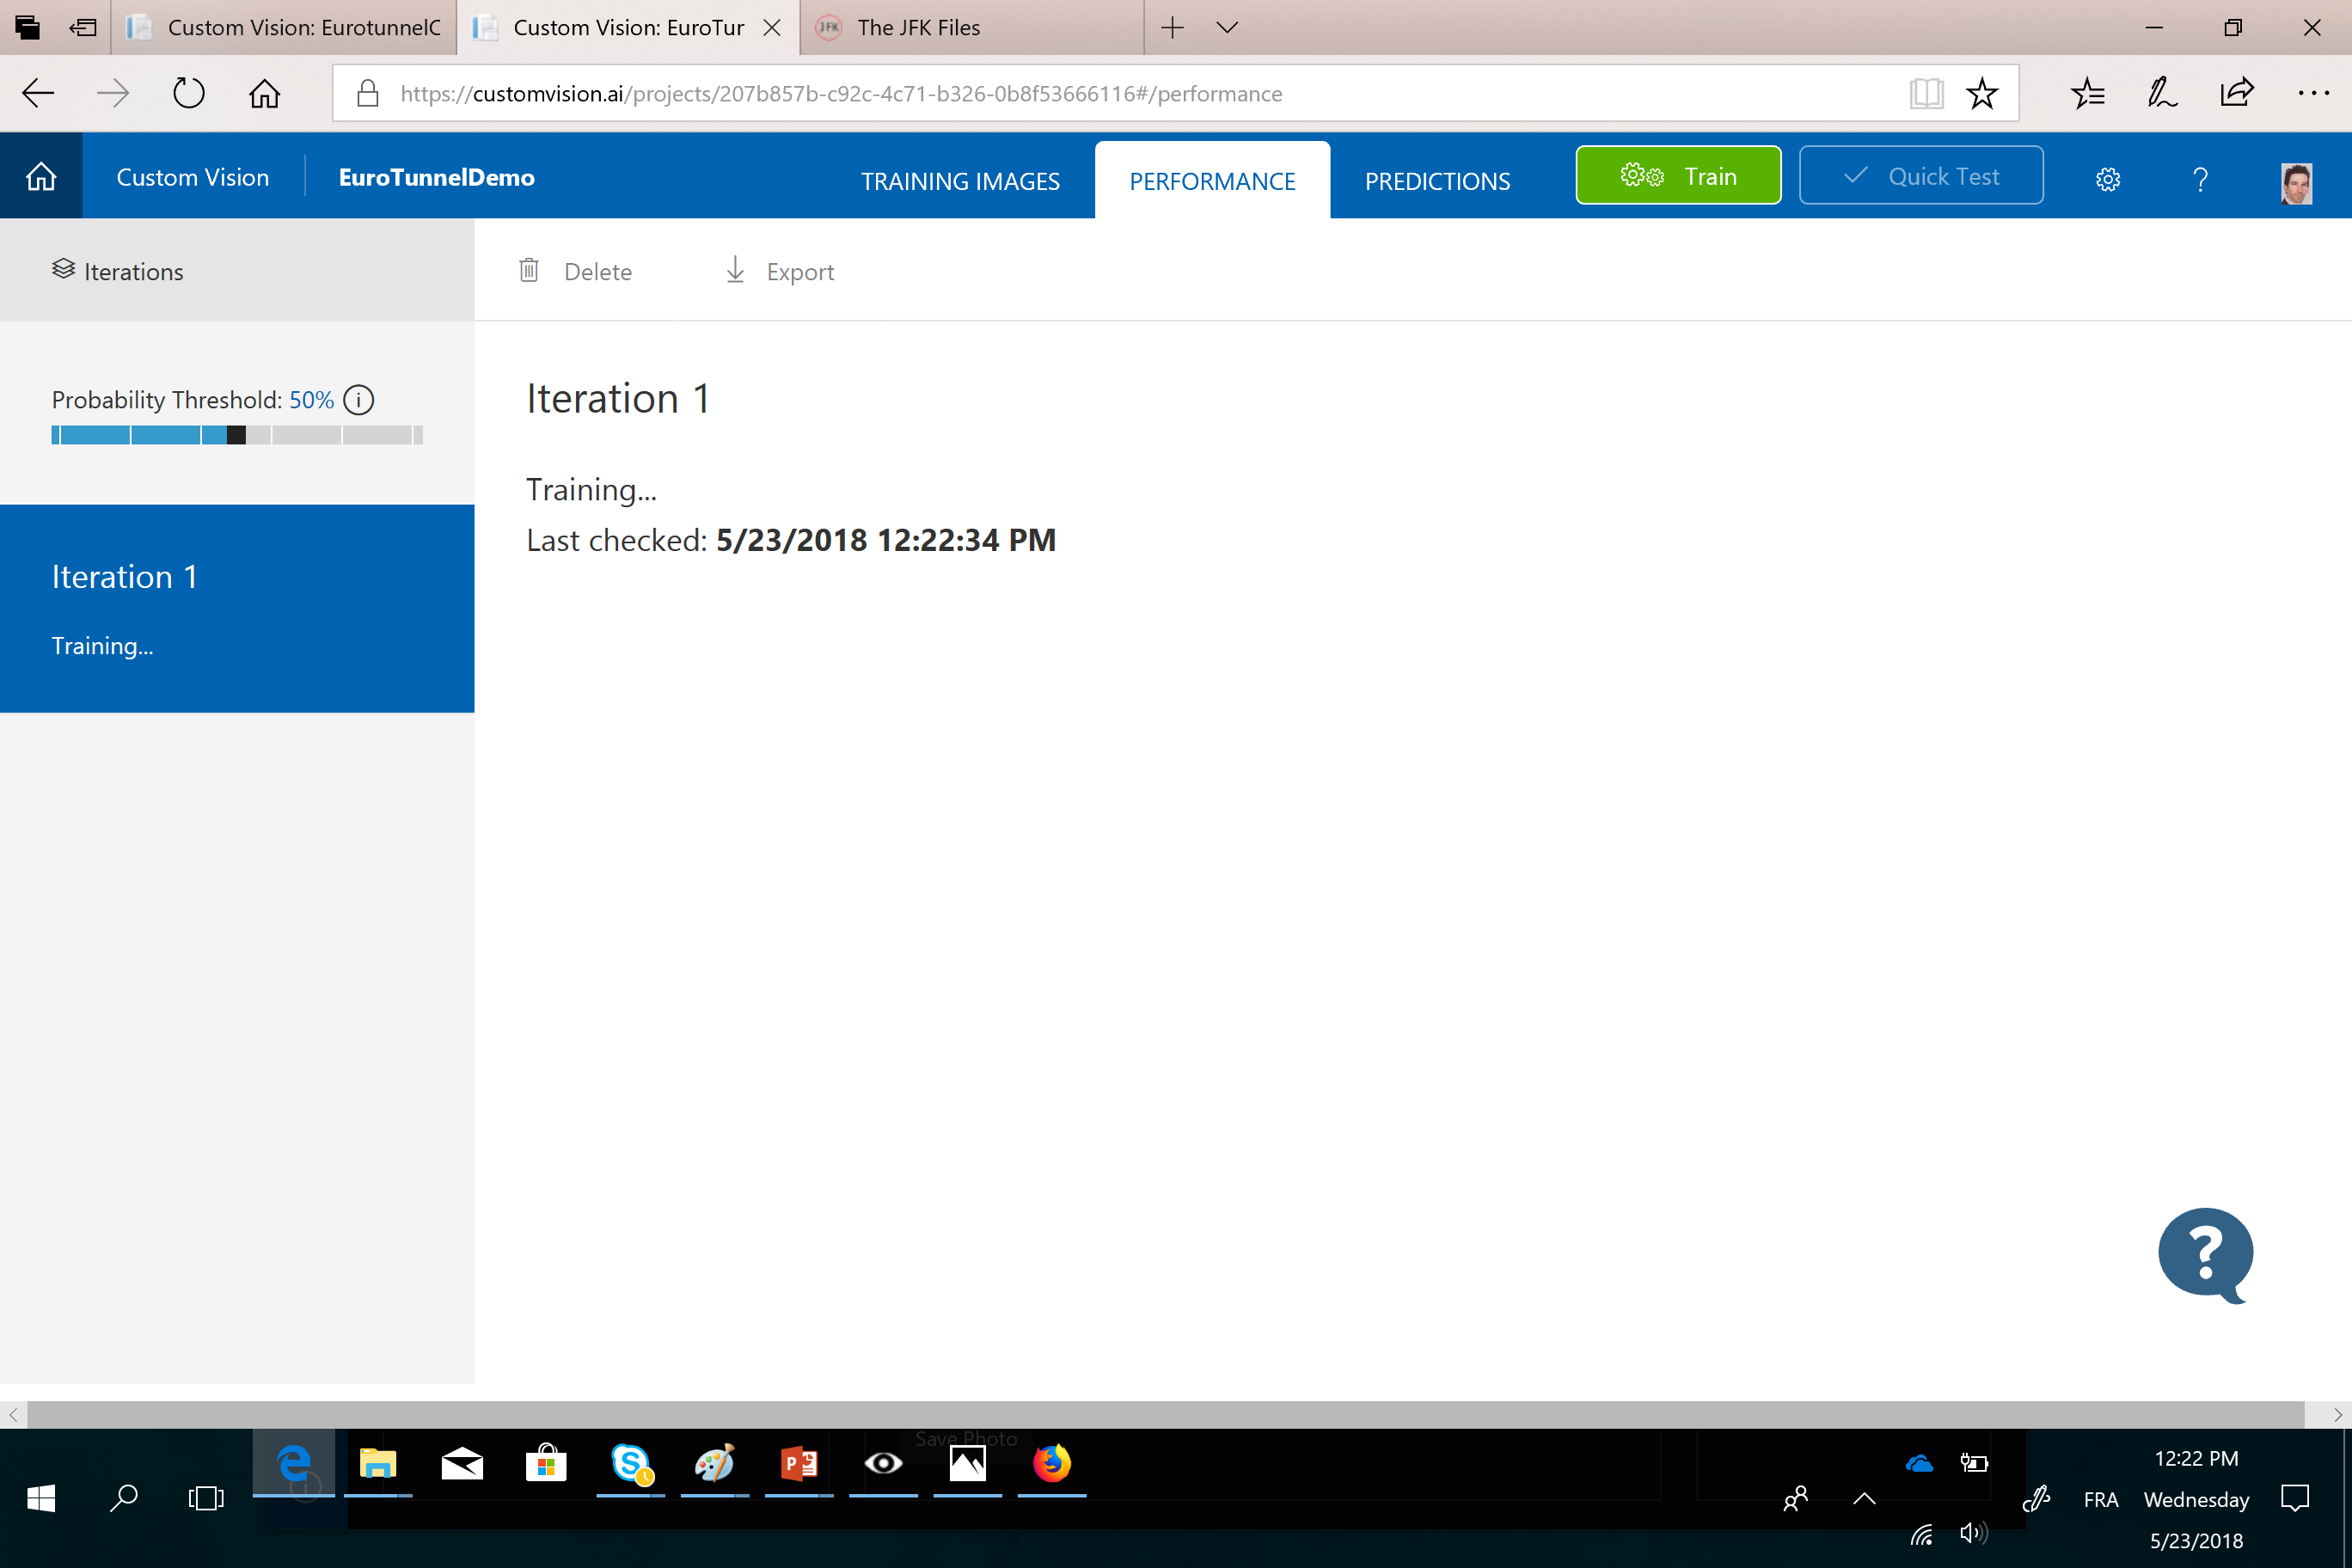 Custom Vision: EurotunnelC
Custom Vision: EuroTur
JFK
The JFK Files
https://customvision.ai/projects/207b857b-c92c-4c71-b326-0b8f53666116#/performance
Custom Vision
EuroTunnelDemo
TRAINING IMAGES
PERFORMANCE
PREDICTIONS
Train
Quick Test
?
Iterations
Delete
Export
Probability Threshold: 50% i
Iteration 1
Training...
Last checked: 5/23/2018 12:22:34 PM
Iteration 1
Training...
?
Save Photo
12:22 PM
FRA
Wednesday
5/23/2018